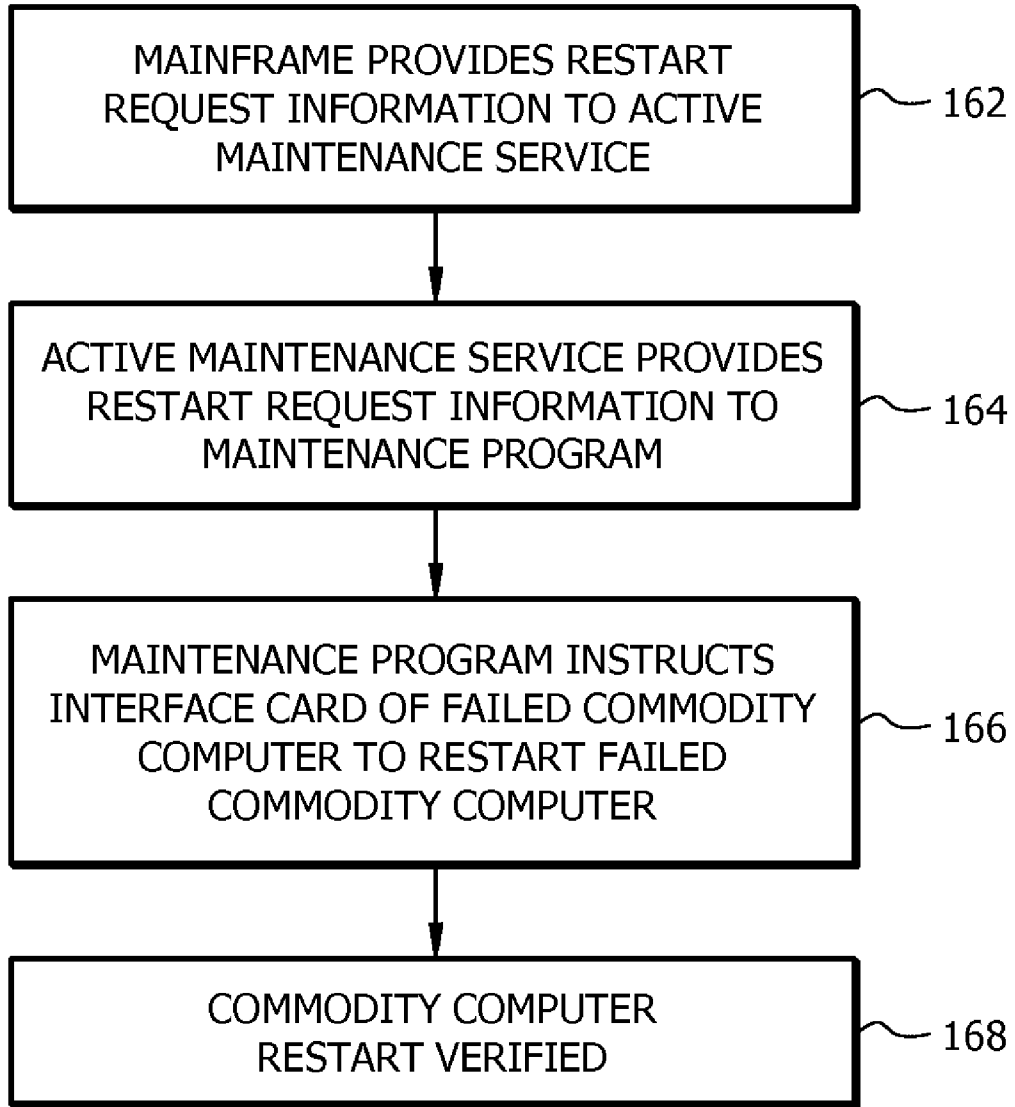 MAINFRAME PROVIDES RESTART
REQUEST INFORMATION TO ACTIVE
MAINTENANCE SERVICE
162
ACTIVE MAINTENANCE SERVICE PROVIDES
RESTART REQUEST INFORMATION TO
MAINTENANCE PROGRAM
164
MAINTENANCE PROGRAM INSTRUCTS
INTERFACE CARD OF FAILED COMMODITY
COMPUTER TO RESTART FAILED
COMMODITY COMPUTER
166
COMMODITY COMPUTER
RESTART VERIFIED
168